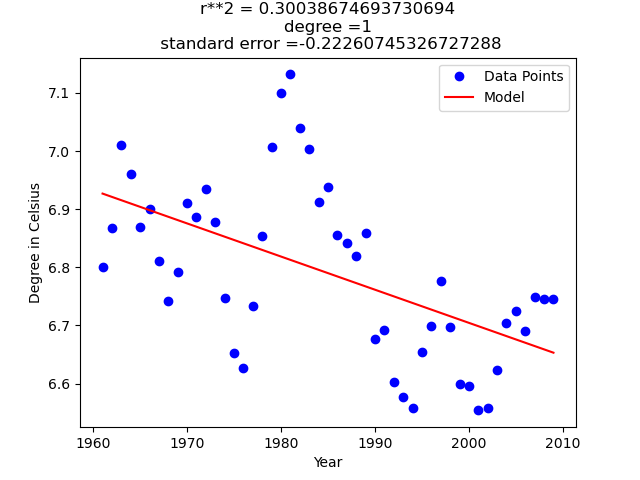 r**2 = 0.30038674693730694
degree =1
standard error =-0.22260745326727288
Data Points
Model
7.1
7.0
6.9
6.8
6.7
6.6
Degree in Celsius
1960 1970 1980 1990 2000 2010
Year